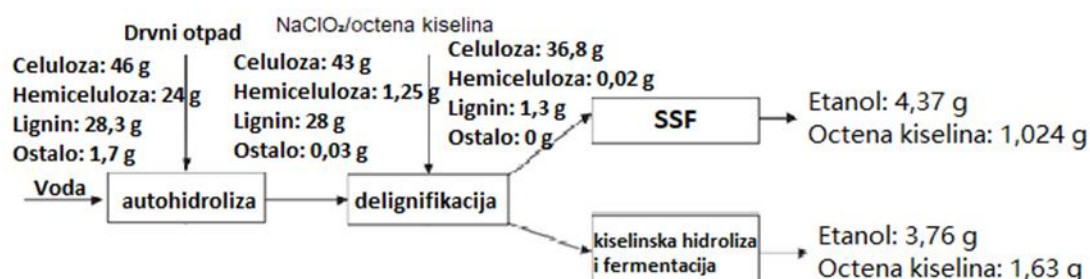 Drvni otpad
NaClO₂/octena kiselina
Celuloza: 46 g
Hemiceluloza: 24 g
Lignin: 28,3 g
Ostalo: 1,7 g
Celuloza: 43 g
Hemiceluloza: 1,25 g
Lignin: 28 g
Ostalo: 0,03 g
Celuloza: 36,8 g
Hemiceluloza: 0,02 g
Lignin: 1,3 g
Ostalo: 0 g
SSF
Etanol: 4,37 g
Octena kiselina: 1,024 g
Voda
autohidroliza
delignifikacija
kiselinska hidroliza
i fermentacija
Etanol: 3,76 g
Octena kiselina: 1,63 g